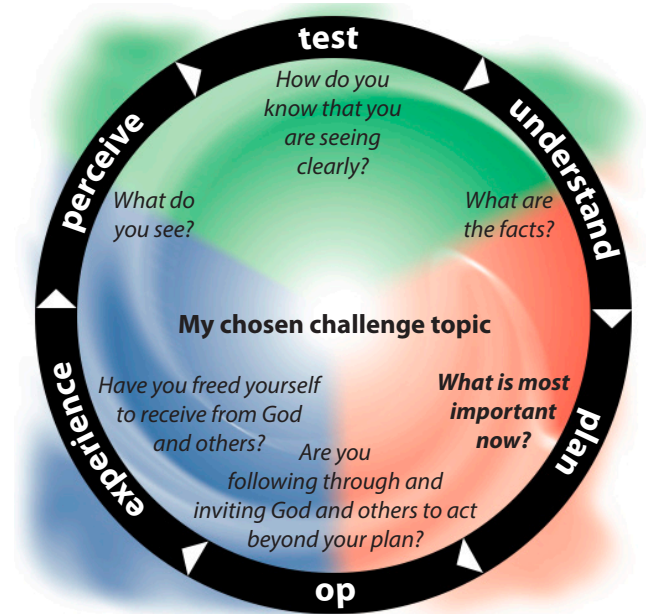 test
How do you
know that you
are seeing
clearly?
understand
What are
the facts?
plan
What is most
important
now?
do
Are you
following through and
inviting God and others to act
beyond your plan?
experience
Have you freed yourself
to receive from God
and others?
perceive
What do
you see?
My chosen challenge topic